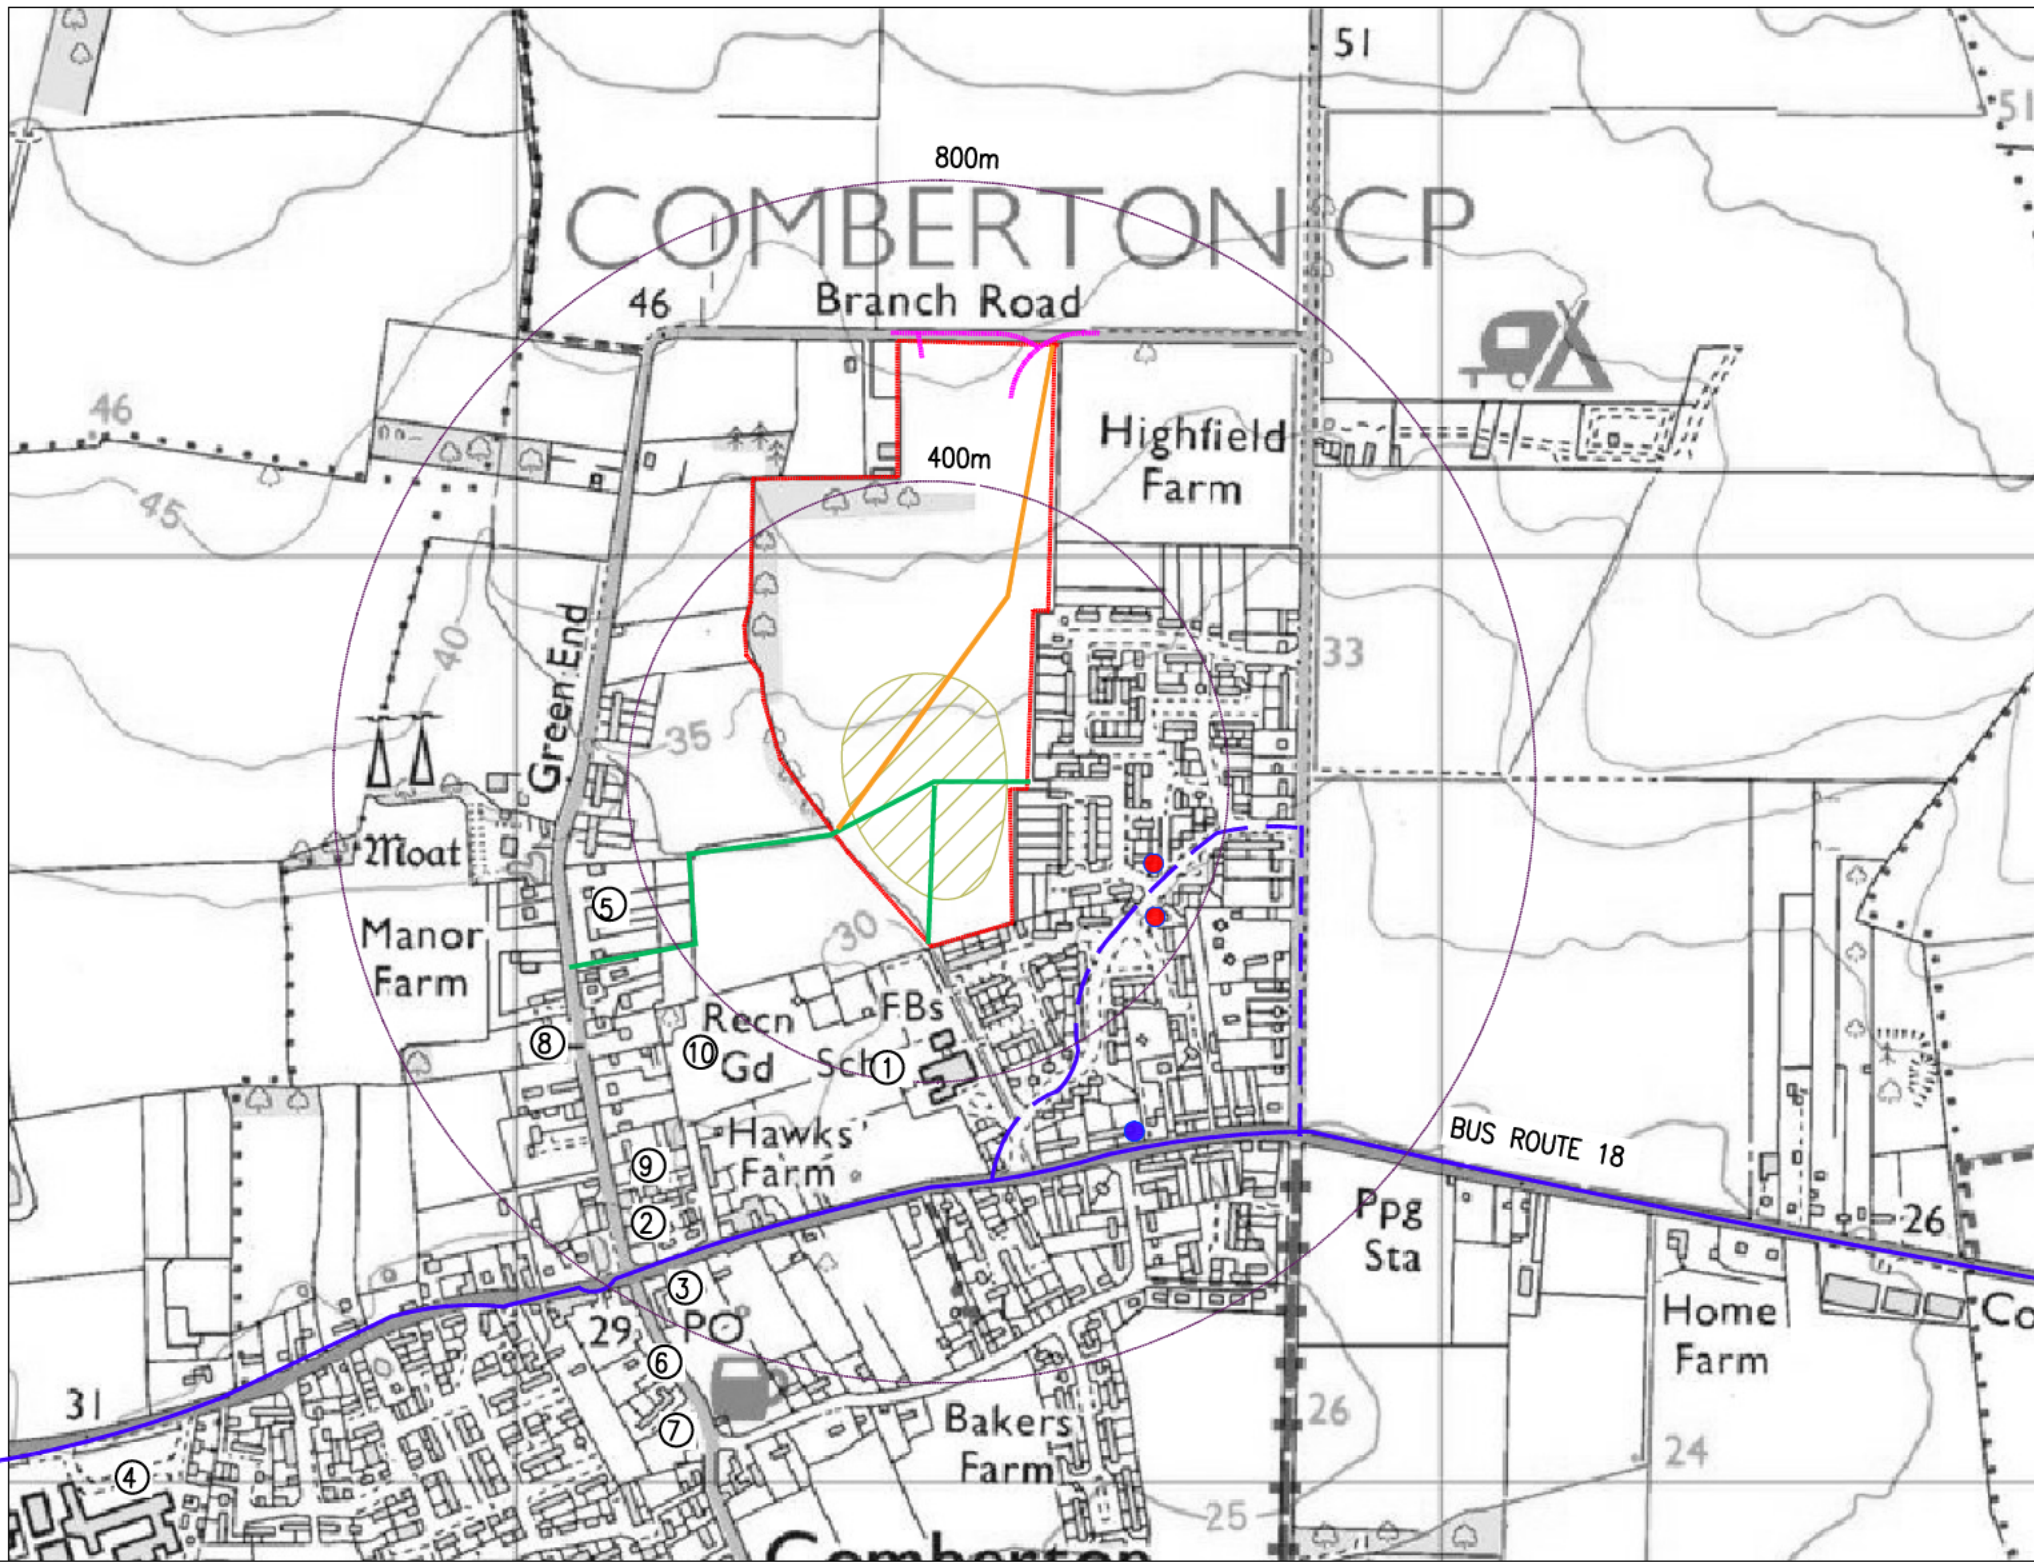 51
51
800m
COMBERTON CP
Branch Road
46
46
Highfield
Farm
400m
45
Green End
40
33
35
Moat
5
Manor
Farm
30
FBs
Recn
Gd
10
8
Sch
1
Hawks'
Farm
9
2
BUS ROUTE 18
Ppg
Sta
26
3
PO
29
6
Home
Farm
Co
31
7
Bakers
Farm
26
24
4
25
Comberton